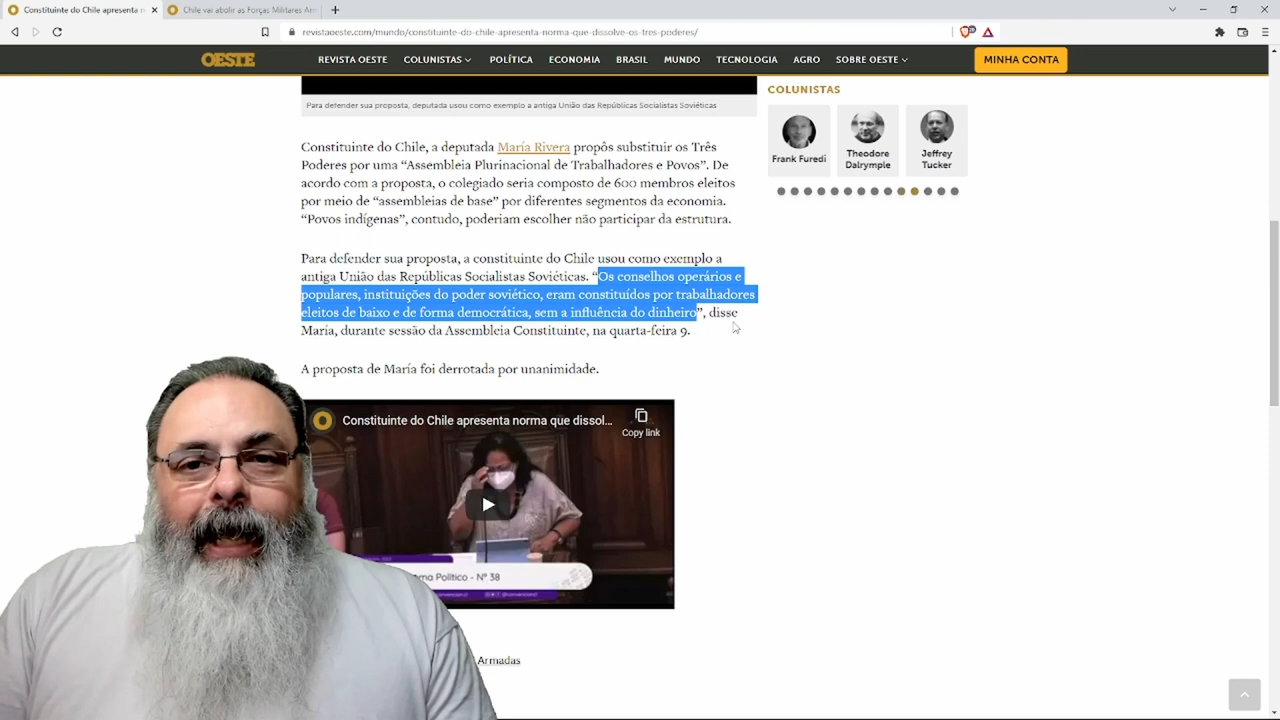 Constituinte do Chile apresenta n
Chile vai abolir as Forças Militares Arm
revistaoeste.com/mundo/constituinte-do-chile-apresenta-norma-que-dissolve-os-tres-poderes/
OESTE
REVISTA OESTE
COLUNISTAS
POLÍTICA
ECONOMIA
BRASIL
MUNDO
TECNOLOGIA
AGRO
SOBRE OESTE
MINHA CONTA
Para defender sua proposta, deputada usou como exemplo a antiga União das Repúblicas Socialistas Soviéticas
Constituinte do Chile, a deputada María Rivera propôs substituir os Três
Poderes por uma “Assembleia Plurinacional de Trabalhadores e Povos”. De
acordo com a proposta, o colegiado seria composto de 600 membros eleitos
por meio de “assembleias de base” por diferentes segmentos da economia.
“Povos indígenas”, contudo, poderiam escolher não participar da estrutura.
Para defender sua proposta, a constituinte do Chile usou como exemplo a
antiga União das Repúblicas Socialistas Soviéticas. “Os conselhos operários e
populares, instituições do poder soviético, eram constituídos por trabalhadores
eleitos de baixo e de forma democrática, sem a influência do dinheiro”, disse
María, durante sessão da Assembleia Constituinte, na quarta-feira 9.
A proposta de María foi derrotada por unanimidade.
Constituinte do Chile apresenta norma que dissol...
Copy link
Político - Nº 38
Armadas
COLUNISTAS
Frank Furedi
Theodore
Dalrymple
Jeffrey
Tucker